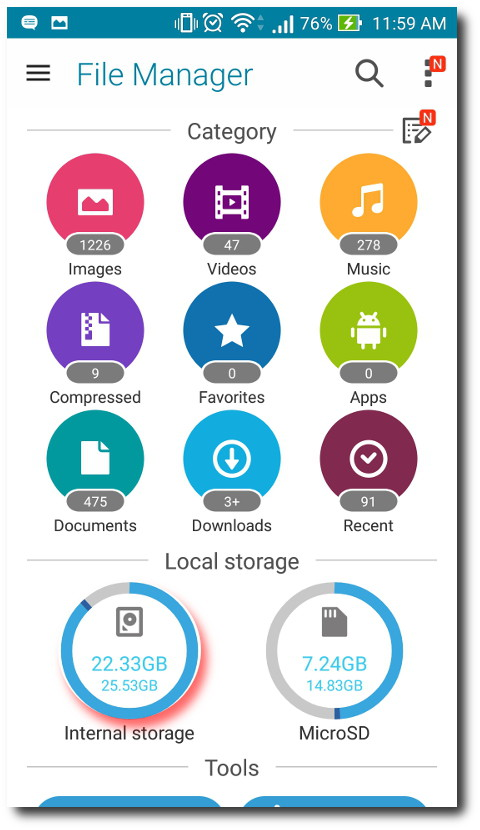 76% 11:59 AM
File Manager
N
N
Category
1226 47 278
Images Videos Music
9 0 0
Compressed Favorites Apps
475 3+ 91
Documents Downloads Recent
Local storage
22.33GB 7.24GB
25.53GB 14.83GB
Internal storage MicroSD
Tools